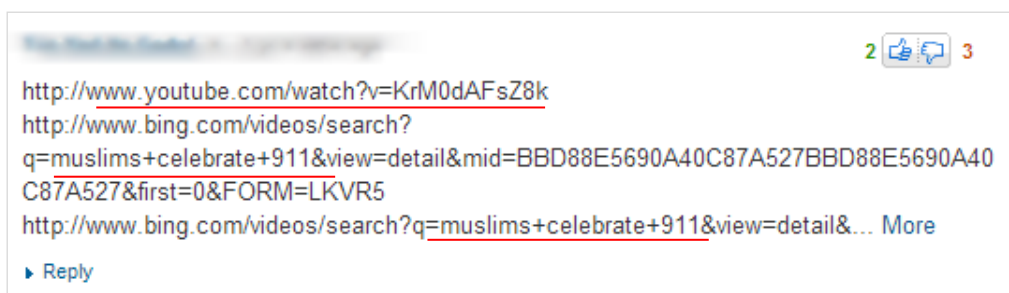 2 3
http://www.youtube.com/watch?v=KrM0dAFsZ8k
http://www.bing.com/videos/search?
q=muslims+celebrate+911&view=detail&mid=BBD88E5690A40C87A527BBD88E5690A40
C87A527&first=0&FORM=LKVR5
http://www.bing.com/videos/search?q=muslims+celebrate+911&view=detail&... More
Reply